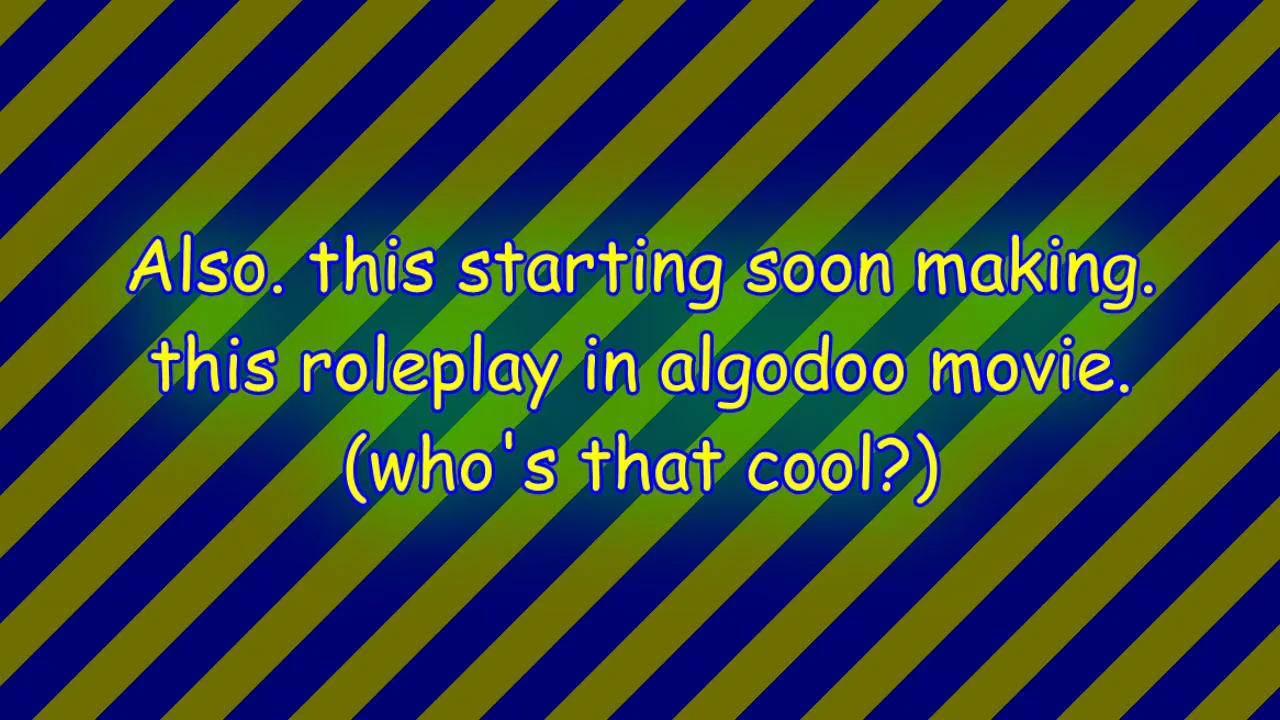 Also. this starting soon making.
this roleplay in algodoo movie.
(who's that cool?)